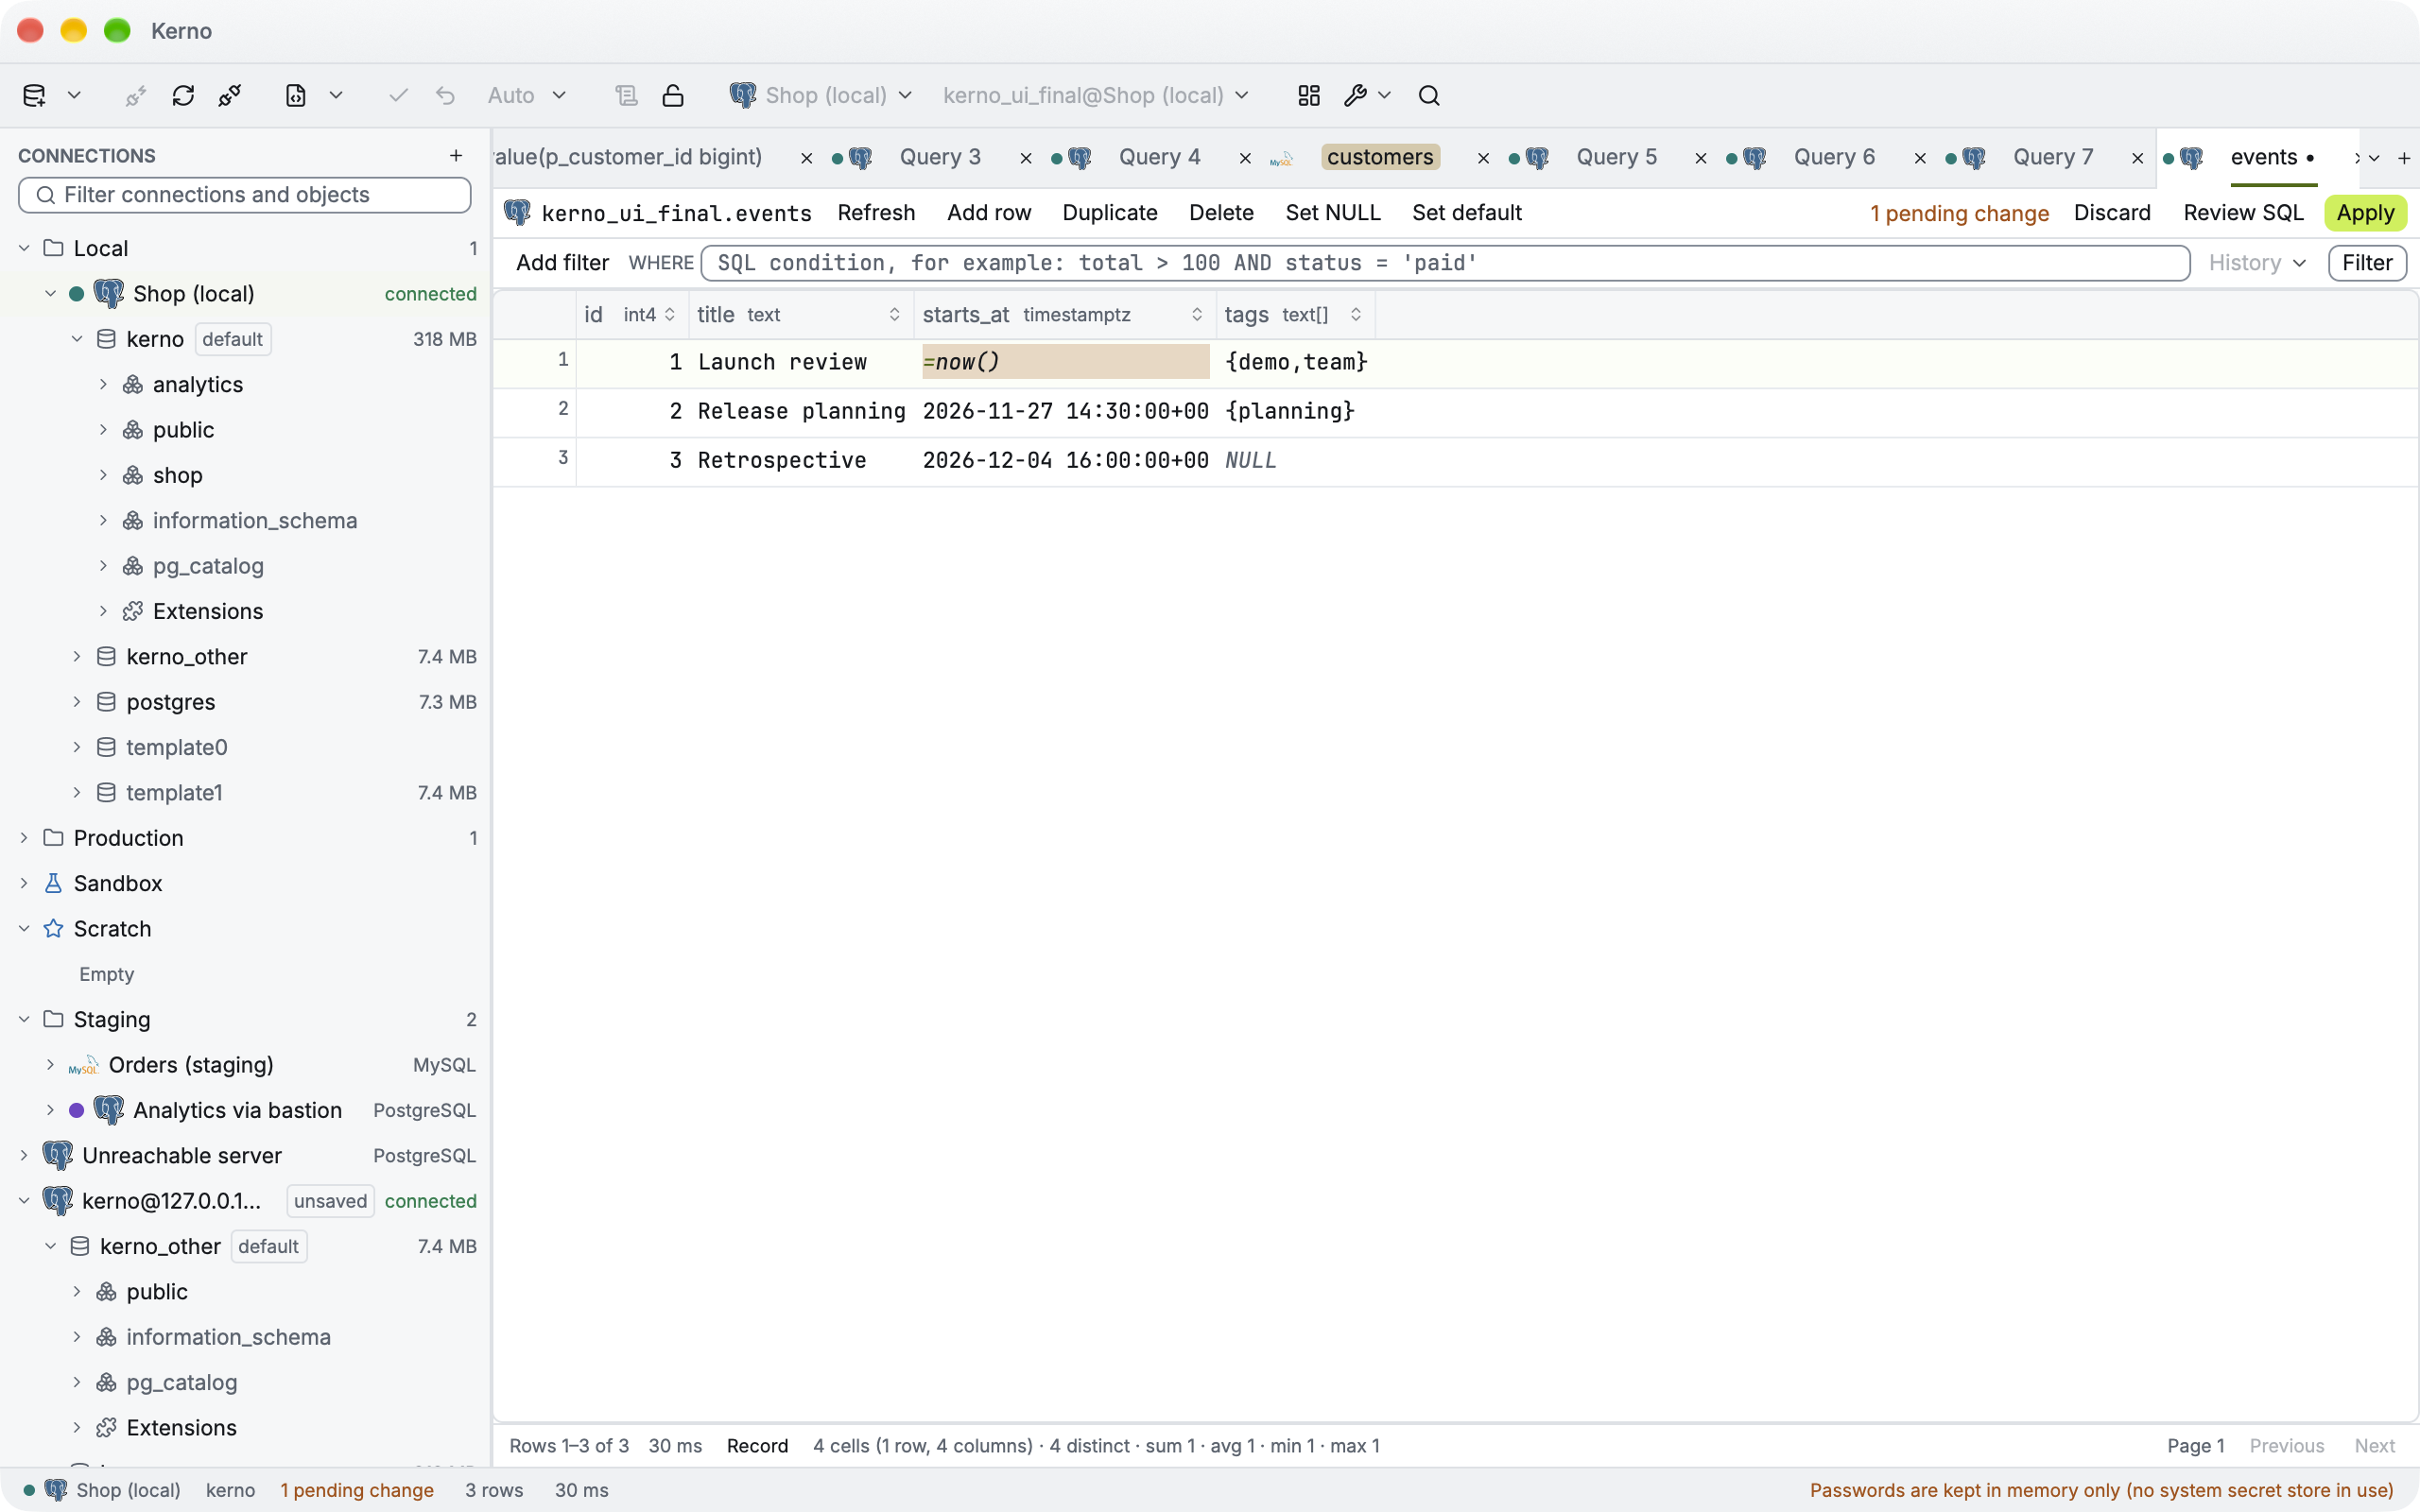 Kerno
Auto
Shop (local)
kerno_ui_final@Shop (local)
CONNECTIONS
Filter connections and objects
Local 1
Shop (local) connected
kerno default 318 MB
analytics
public
shop
information_schema
pg_catalog
Extensions
kerno_other 7.4 MB
postgres 7.3 MB
template0
template1 7.4 MB
Production 1
Sandbox
Scratch
Empty
Staging 2
MySQL Orders (staging) MySQL
Analytics via bastion PostgreSQL
Unreachable server PostgreSQL
kerno@127.0.0.1... unsaved connected
kerno_other default 7.4 MB
public
information_schema
pg_catalog
Extensions
alue(p_customer_id bigint) Query 3 Query 4 MySQL customers Query 5 Query 6 Query 7 events •
kerno_ui_final.events Refresh Add row Duplicate Delete Set NULL Set default 1 pending change Discard Review SQL Apply
Add filter WHERE SQL condition, for example: total > 100 AND status = 'paid' History Filter
id int4 title text starts_at timestamptz tags text[]
1 1 Launch review =now() {demo,team}
2 2 Release planning 2026-11-27 14:30:00+00 {planning}
3 3 Retrospective 2026-12-04 16:00:00+00 NULL
Rows 1–3 of 3 30 ms Record 4 cells (1 row, 4 columns) · 4 distinct · sum 1 · avg 1 · min 1 · max 1 Page 1 Previous Next
Shop (local) kerno 1 pending change 3 rows 30 ms Passwords are kept in memory only (no system secret store in use)